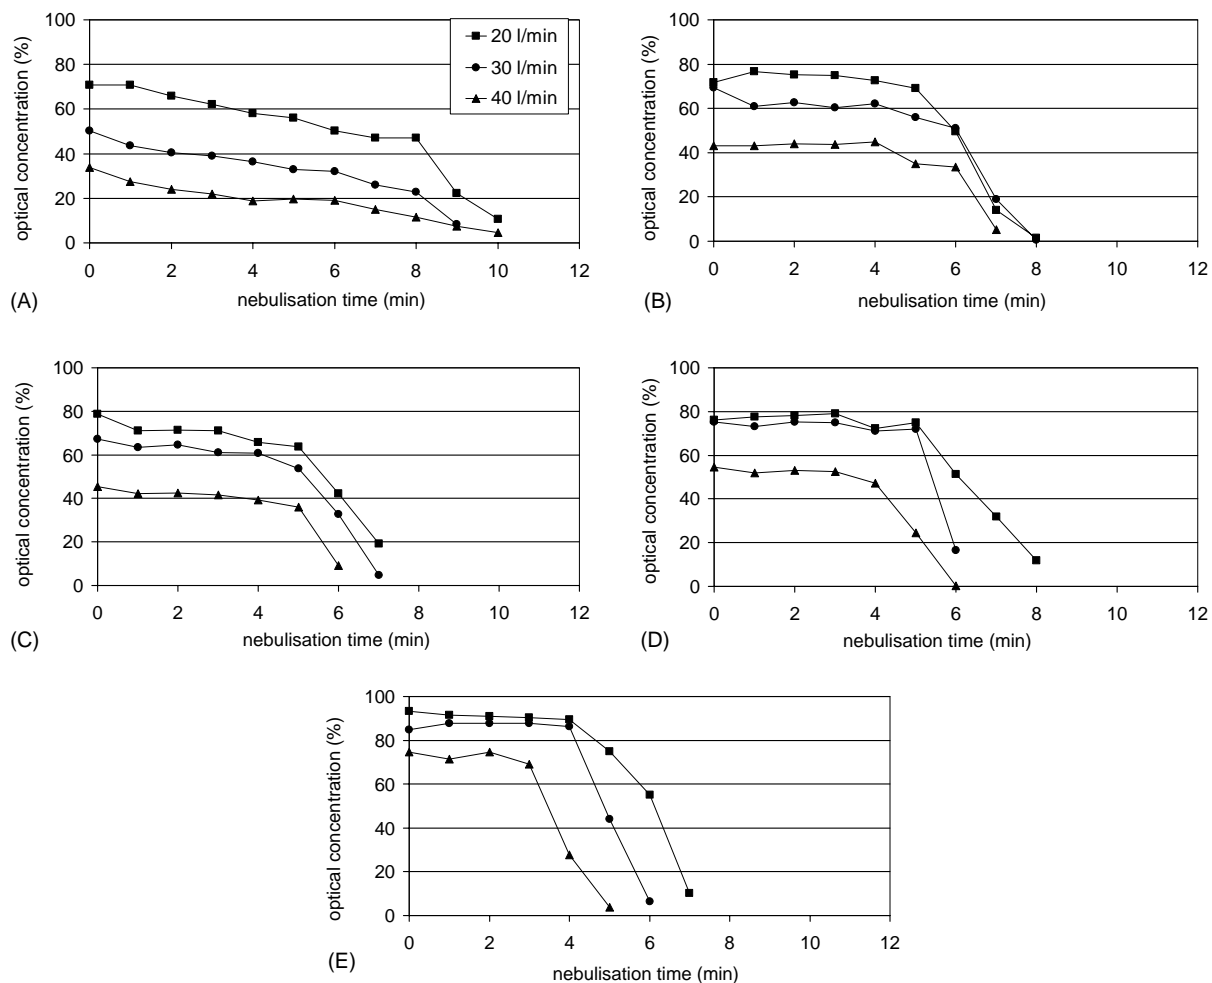 100
80
60
40
20
0
optical concentration (%)
20 l/min
30 l/min
40 l/min
0 2 4 6 8 10 12
nebulisation time (min)
(A)
100
80
60
40
20
0
optical concentration (%)
0 2 4 6 8 10 12
nebulisation time (min)
(B)
100
80
60
40
20
0
optical concentration (%)
0 2 4 6 8 10 12
nebulisation time (min)
(C)
100
80
60
40
20
0
optical concentration (%)
0 2 4 6 8 10 12
nebulisation time (min)
(D)
100
80
60
40
20
0
optical concentration (%)
0 2 4 6 8 10 12
nebulisation time (min)
(E)